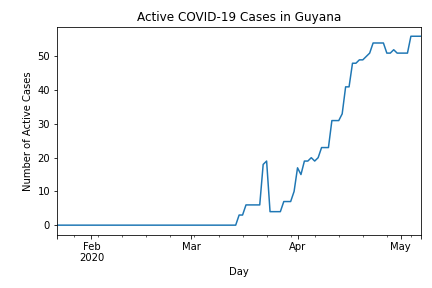 Active COVID-19 Cases in Guyana
Number of Active Cases
50
40
30
20
10
0
Feb
2020
Mar
Apr
May
Day